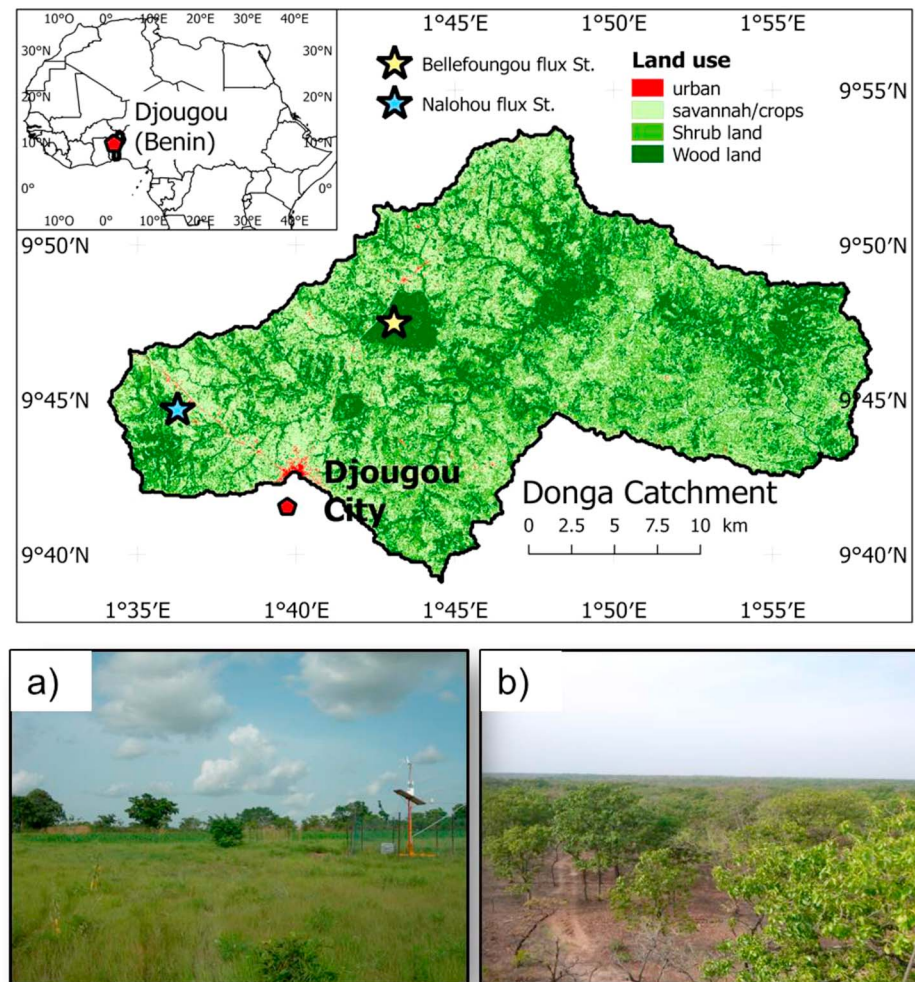 10°O 0° 10°E 20°E 30°E 40°E
30°N 30°N
20°N 20°N
10°N 10°N
0° 0°
10°O 0° 10°E 20°E 30°E 40°E
Djougou
(Benin)
1°45′E 1°50′E
Bellefoungou flux St.
Nalohou flux St.
Land use
urban
savannah/crops
Shrub land
Wood land
9°55′N
9°50′N 9°50′N
9°45′N 9°45′N
9°40′N 9°40′N
Djougou
City
Donga Catchment
0 2.5 5 7.5 10 km
1°35′E 1°40′E 1°45′E 1°50′E 1°55′E
a)
b)